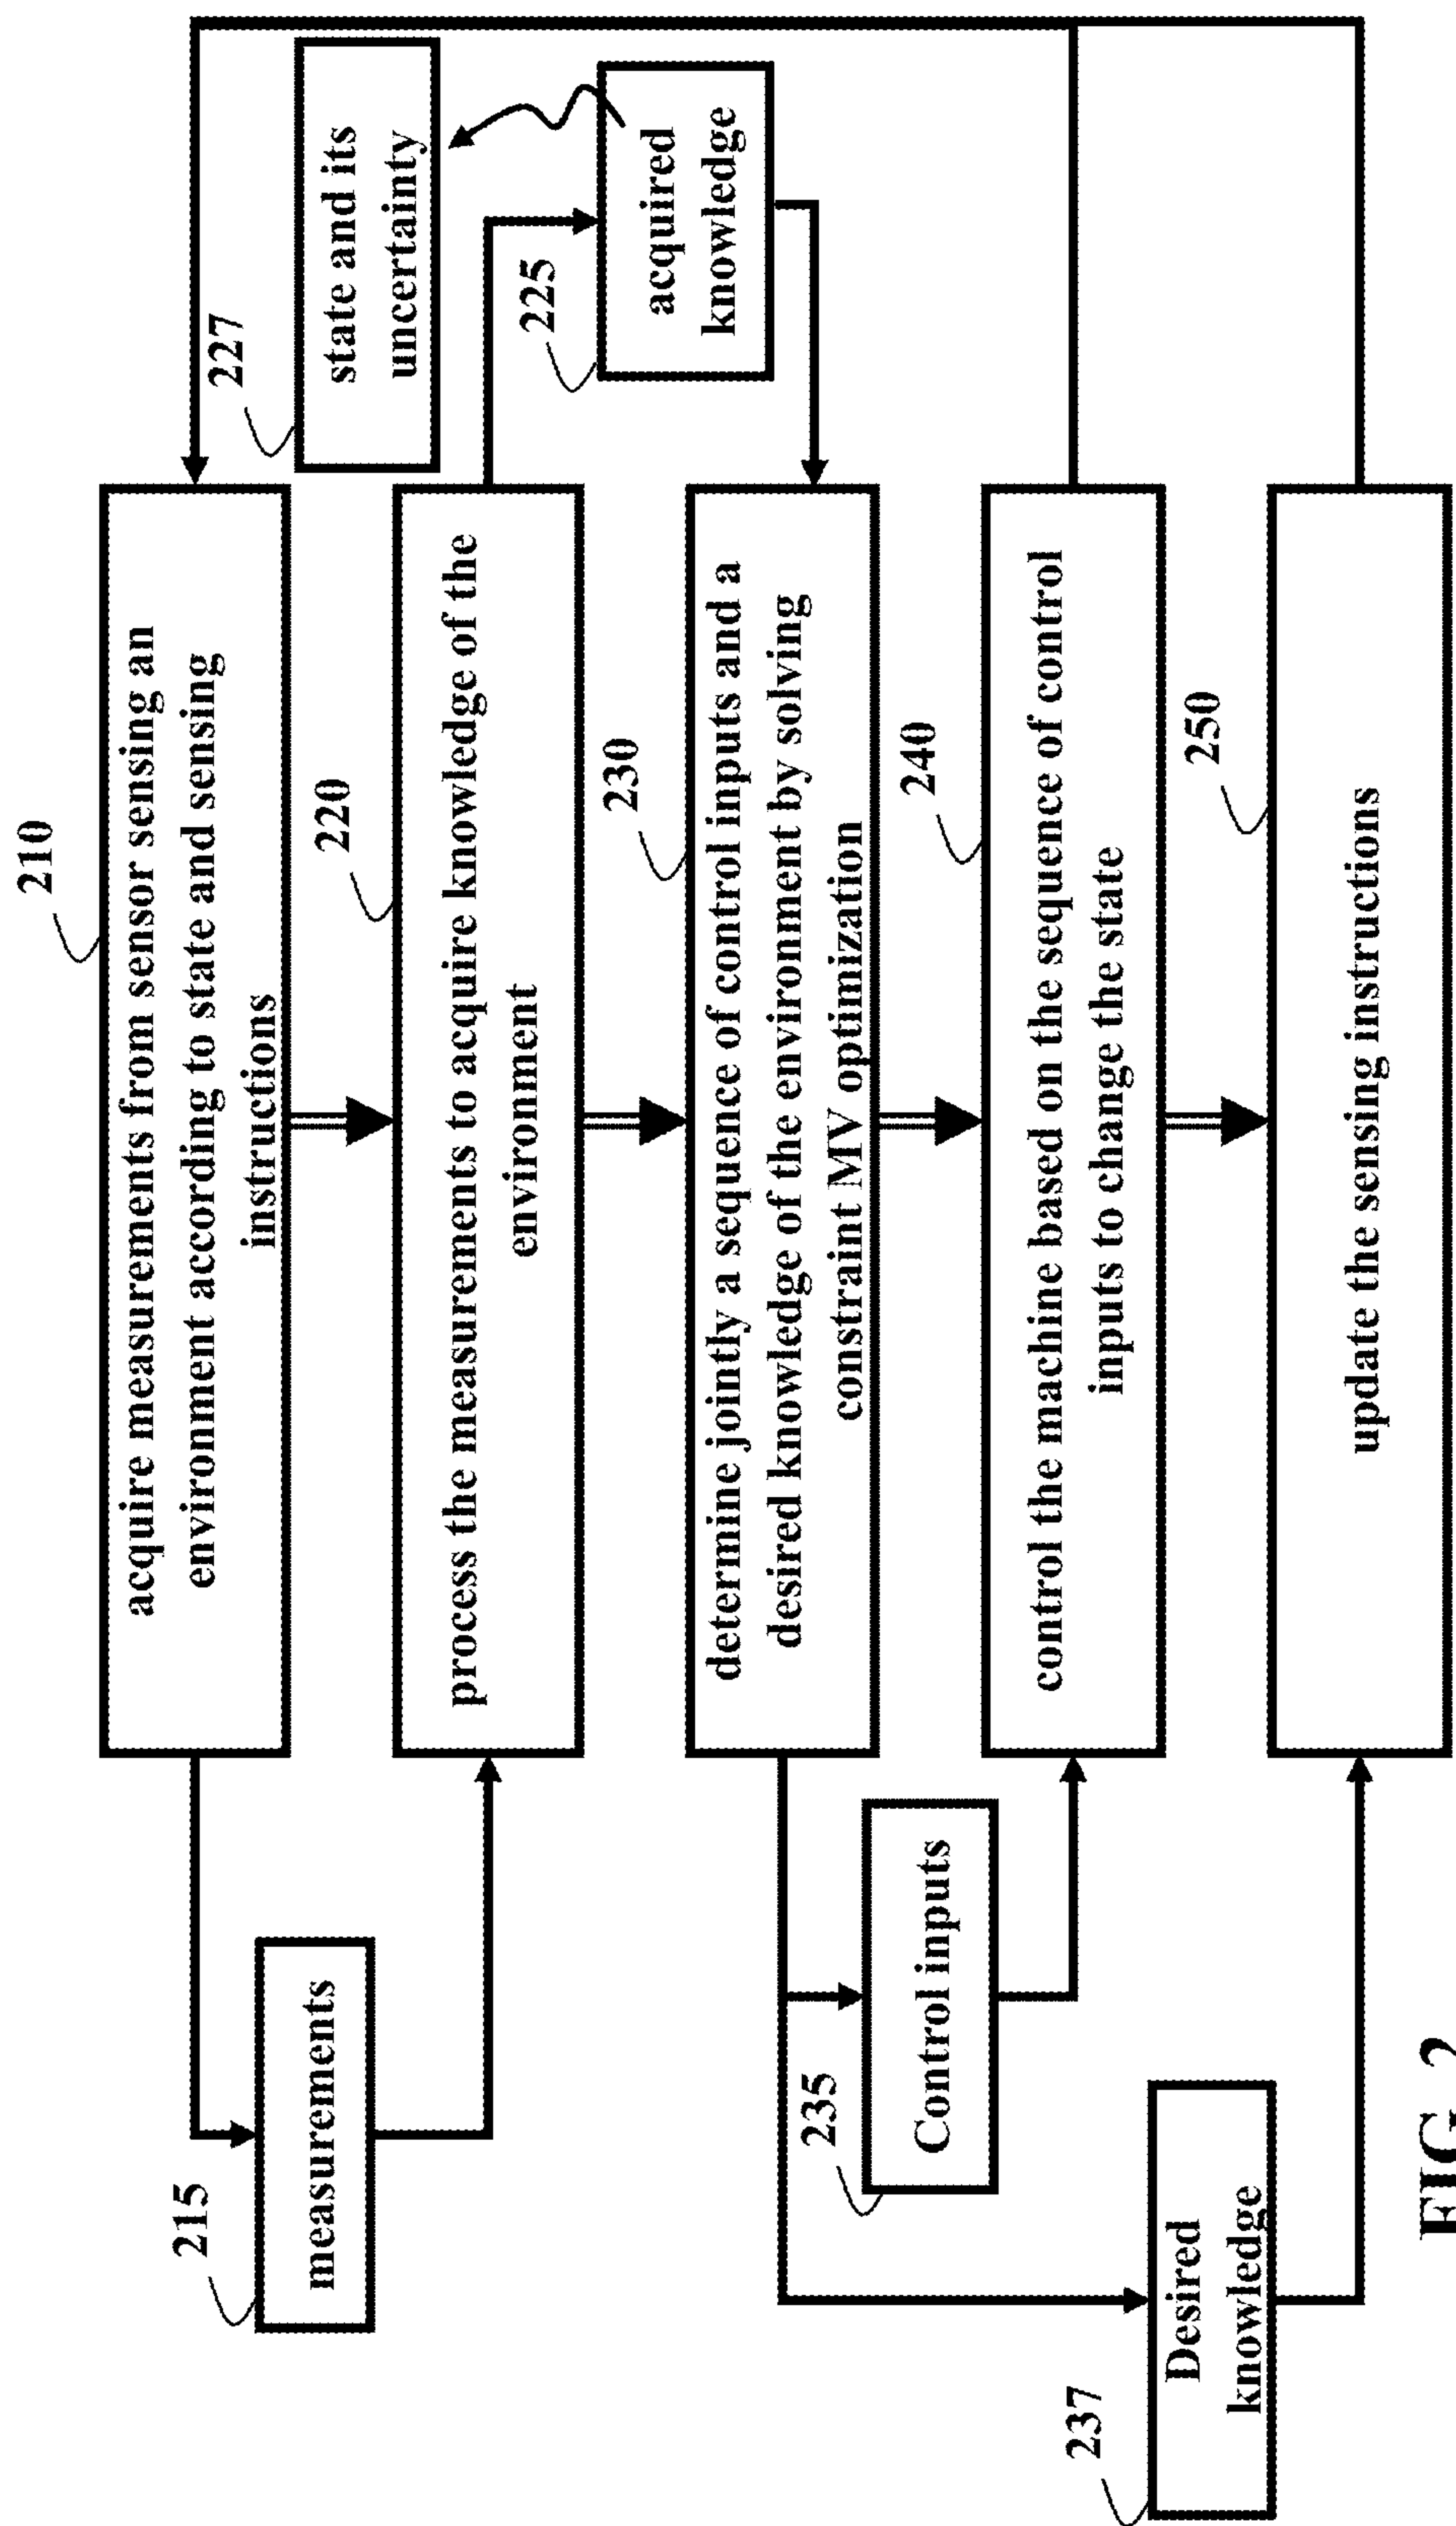 210
acquire measurements from sensor sensing an
environment according to state and sensing
instructions
215
measurements
227
state and its
uncertainty
220
process the measurements to acquire knowledge of the
environment
225
acquired
knowledge
230
determine jointly a sequence of control inputs and a
desired knowledge of the environment by solving
constraint MV optimization
235
Control inputs
240
control the machine based on the sequence of control
inputs to change the state
237
Desired
knowledge
250
update the sensing instructions
FIG. 2